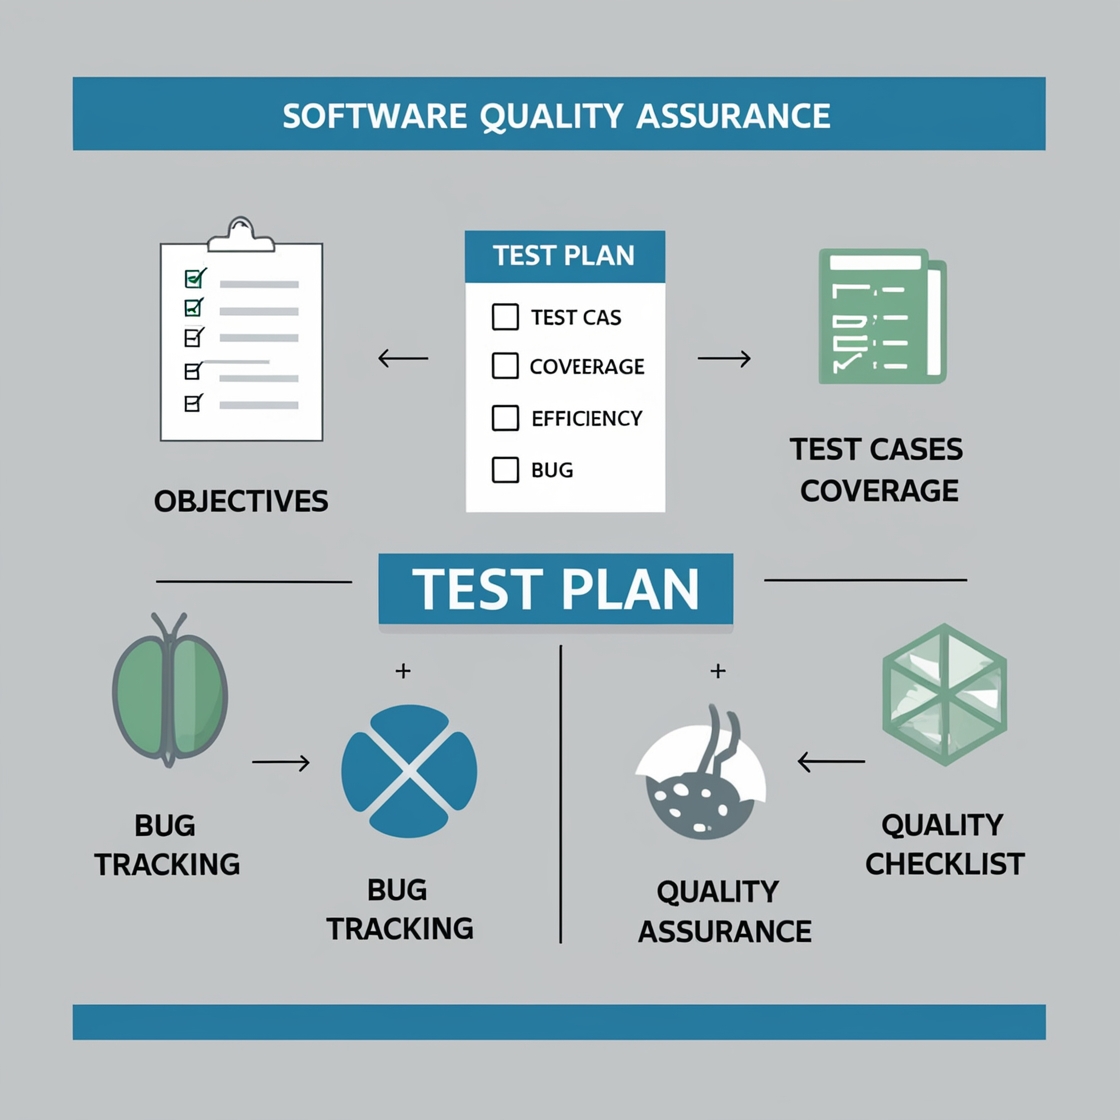 SOFTWARE QUALITY ASSURANCE
TEST PLAN
TEST CAS
COVEERAGE
EFFICIENCY
BUG
OBJECTIVES
TEST CASES
COVERAGE
TEST PLAN
BUG
TRACKING
BUG
TRACKING
QUALITY
ASSURANCE
QUALITY
CHECKLIST